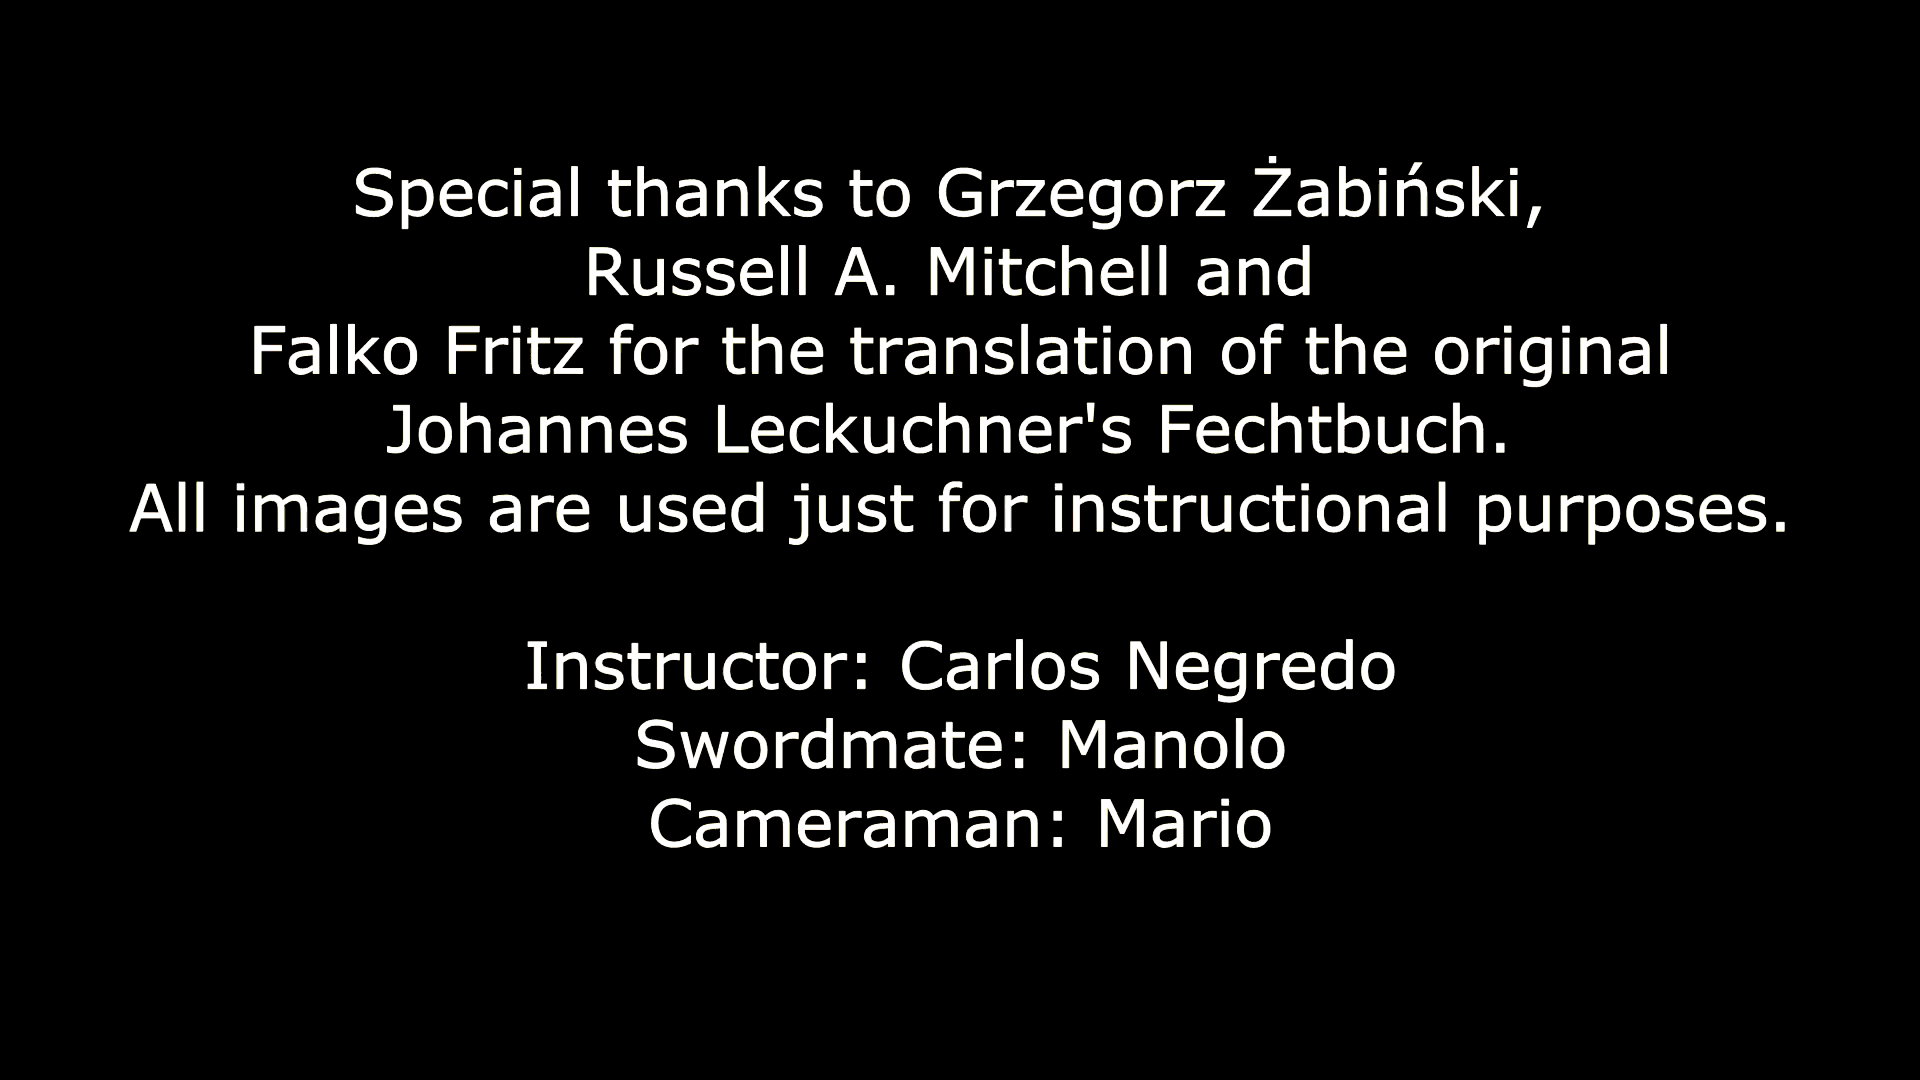 Special thanks to Grzegorz Żabiński,
Russell A. Mitchell and
Falko Fritz for the translation of the original
Johannes Leckuchner's Fechtbuch.
All images are used just for instructional purposes.
Instructor: Carlos Negredo
Swordmate: Manolo
Cameraman: Mario